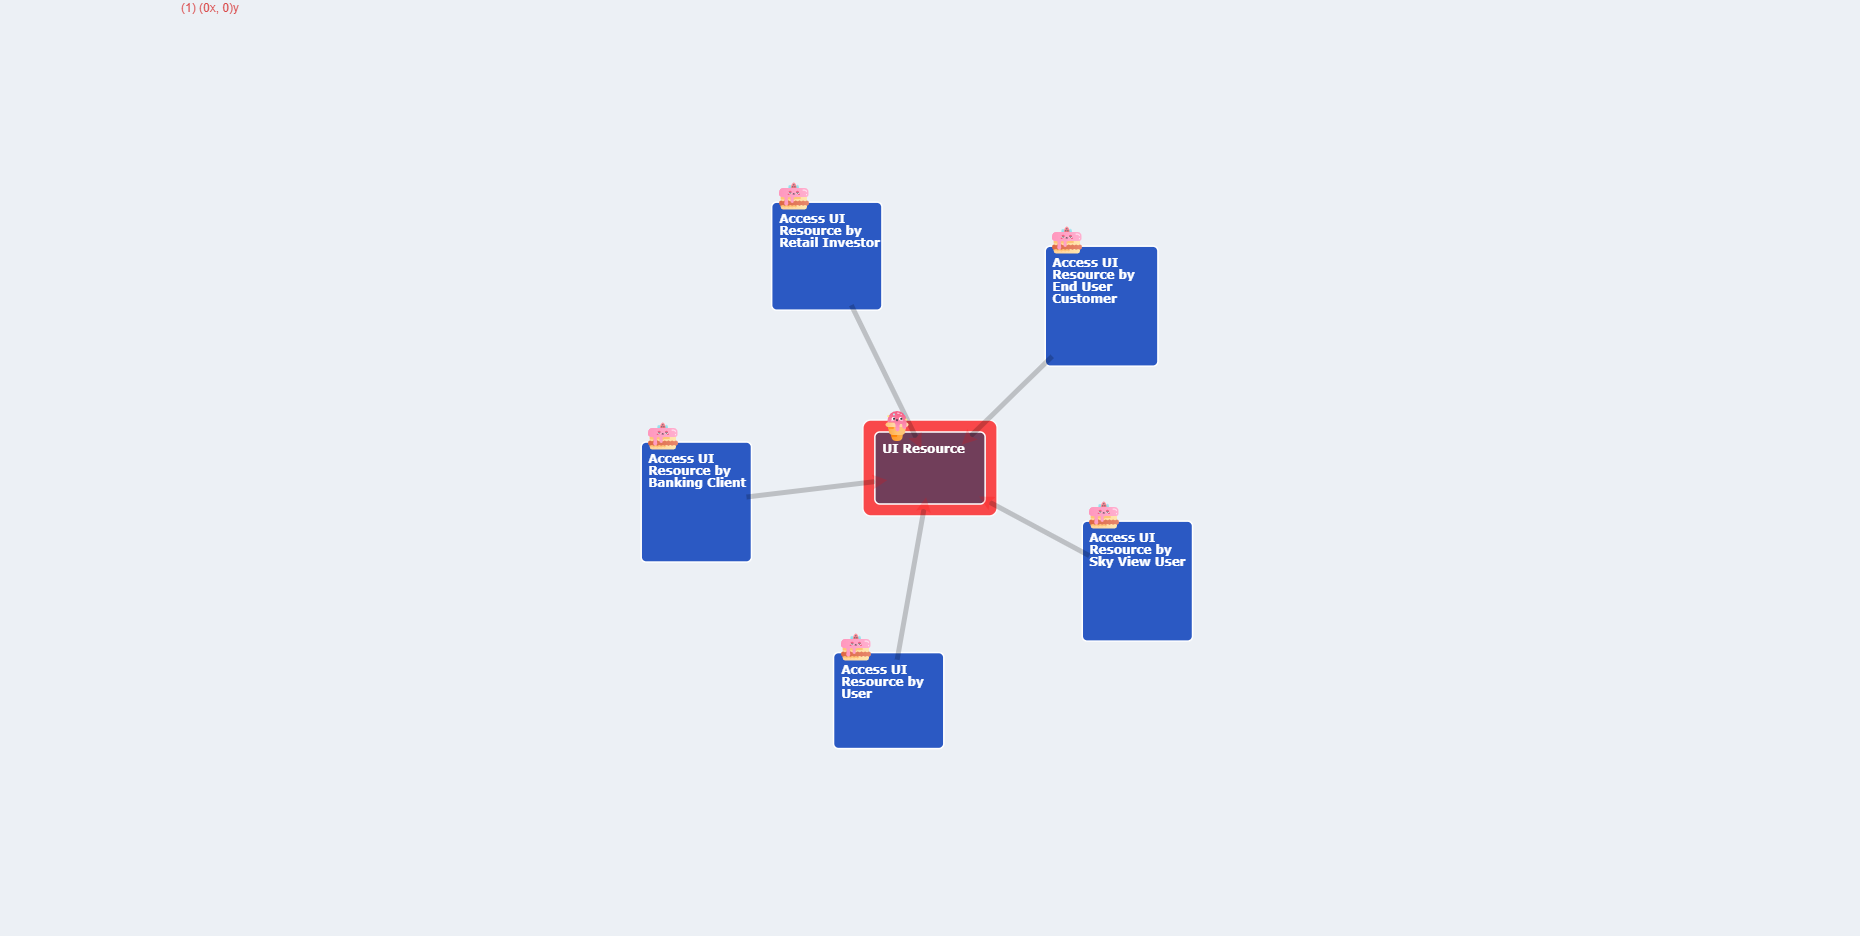 (1) (0x, 0)y
Access UI
Resource by
Retail Investor
Access UI
Resource by
End User
Customer
UI Resource
Access UI
Resource by
Banking Client
Access UI
Resource by
Sky View User
Access UI
Resource by
User